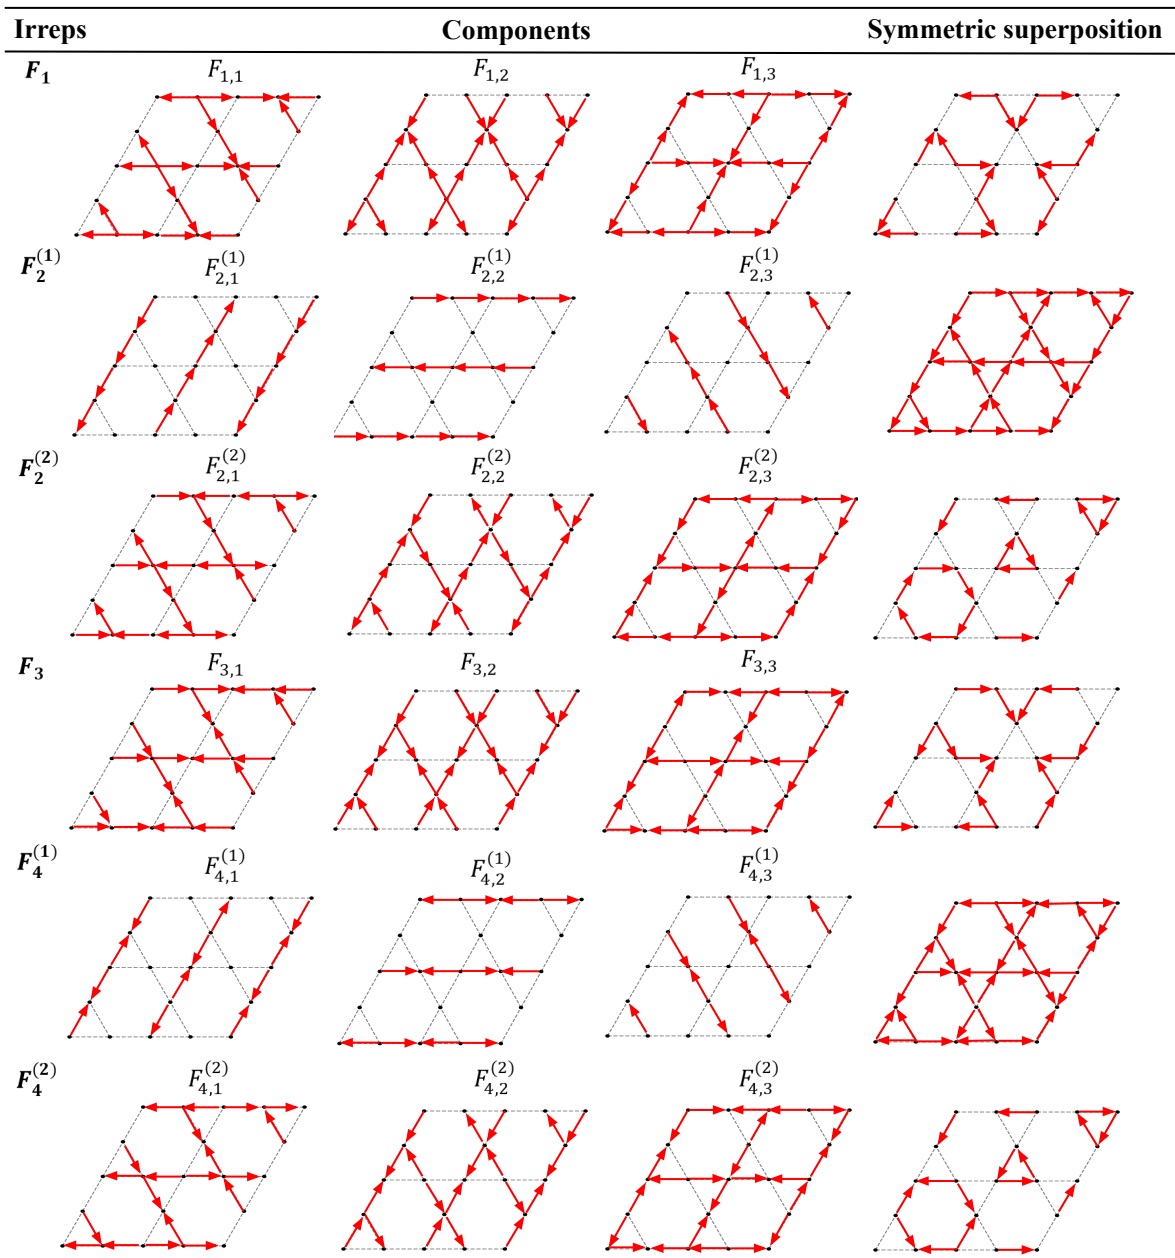 Irreps Components Symmetric superposition
F₁ F₁,₁ F₁,₂ F₁,₃
F₂⁽¹⁾ F₂,₁⁽¹⁾ F₂,₂⁽¹⁾ F₂,₃⁽¹⁾
F₂⁽²⁾ F₂,₁⁽²⁾ F₂,₂⁽²⁾ F₂,₃⁽²⁾
F₃ F₃,₁ F₃,₂ F₃,₃
F₄⁽¹⁾ F₄,₁⁽¹⁾ F₄,₂⁽¹⁾ F₄,₃⁽¹⁾
F₄⁽²⁾ F₄,₁⁽²⁾ F₄,₂⁽²⁾ F₄,₃⁽²⁾